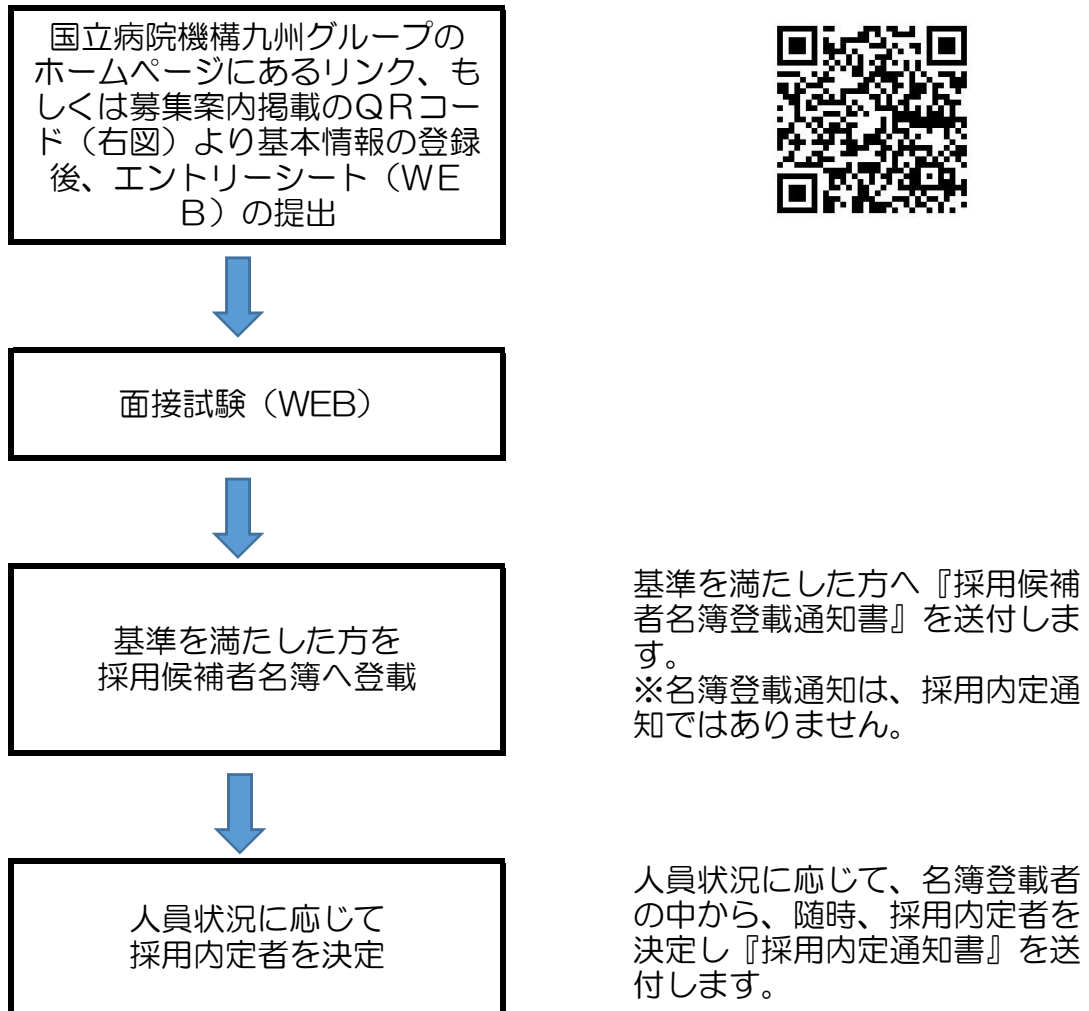 国立病院機構九州グループの
ホームページにあるリンク、も
しくは募集案内掲載のＱＲコー
ド（右図）より基本情報の登録
後、エントリーシート（ＷＥ
Ｂ）の提出
面接試験（WEB）
基準を満たした方を
採用候補者名簿へ登載
基準を満たした方へ『採用候補
者名簿登載通知書』を送付しま
す。
※名簿登載通知は、採用内定通
知ではありません。
人員状況に応じて
採用内定者を決定
人員状況に応じて、名簿登載者
の中から、随時、採用内定者を
決定し『採用内定通知書』を送
付します。